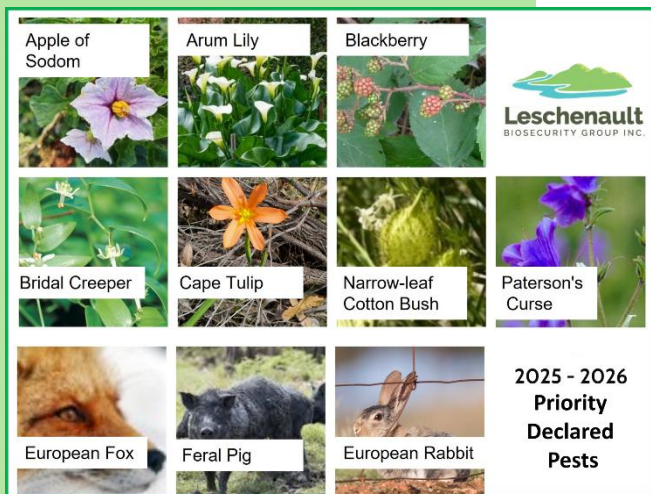 Apple of
Sodom
Arum Lily
Blackberry
Leschenault
BIOSECURITY GROUP INC.
Bridal Creeper
Cape Tulip
Narrow-leaf
Cotton Bush
Paterson's
Curse
European Fox
Feral Pig
European Rabbit
2025 - 2026
Priority
Declared
Pests